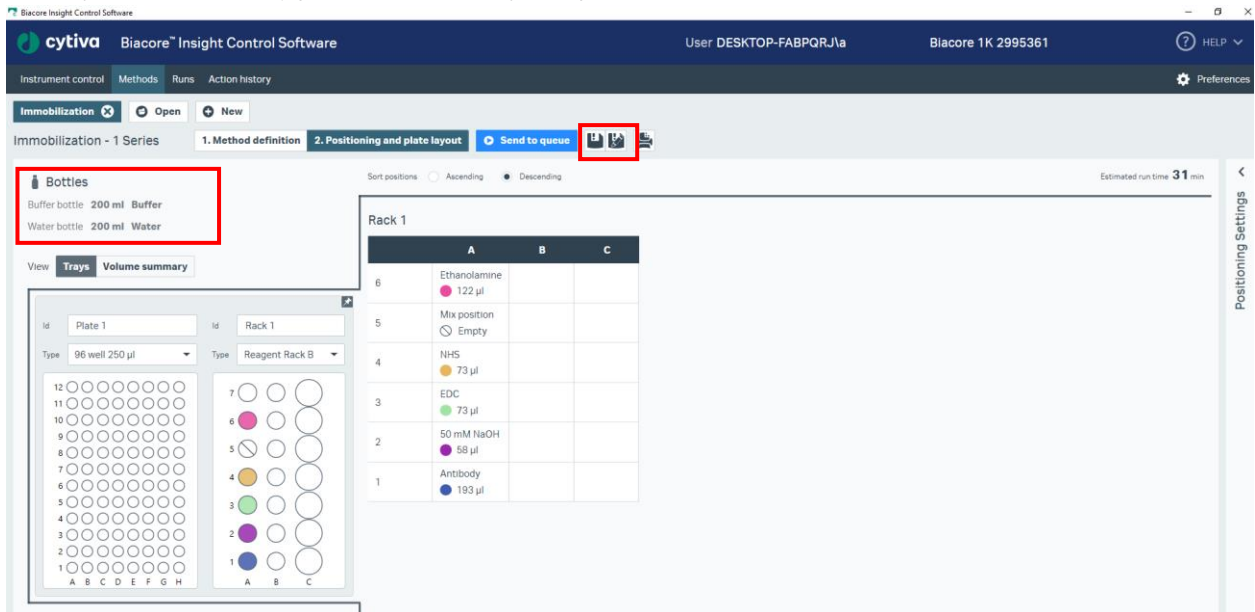 Biacore Insight Control Software
cytiva Biacore™ Insight Control Software User DESKTOP-FABPQRJ\a Biacore 1K 2995361 ? HELP
Instrument control Methods Runs Action history Preferences
Immobilization Open New
Immobilization - 1 Series 1. Method definition 2. Positioning and plate layout Send to queue
Bottles
Sort positions Ascending Descending Estimated run time 31 min
Buffer bottle 200 ml Buffer
Water bottle 200 ml Water
View Trays Volume summary
Id Plate 1 Id Rack 1
Type 96 well 250 µl Type Reagent Rack B
12
11
10
9
8
7
6
5
4
3
2
1
A B C D E F G H
7
6
5
4
3
2
1
A B C
Rack 1
A B C
6 Ethanolamine
122 µl
5 Mix position
Empty
4 NHS
73 µl
3 EDC
73 µl
2 50 mM NaOH
58 µl
1 Antibody
193 µl
Positioning Settings